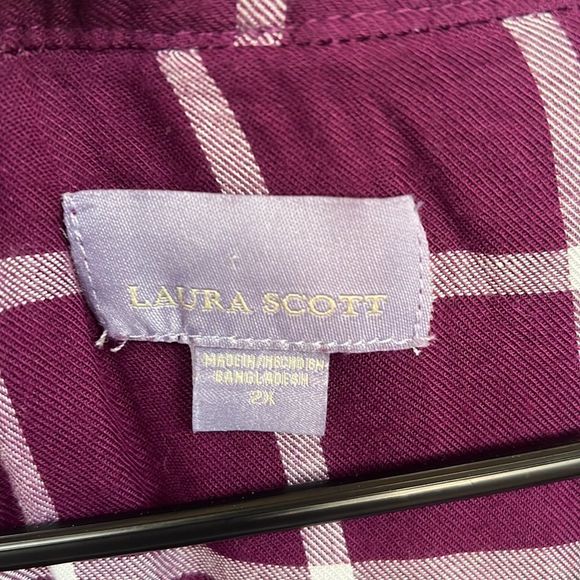 LAURA SCOTT
MADE IN/HECHO EN
BANGLADESH
2X